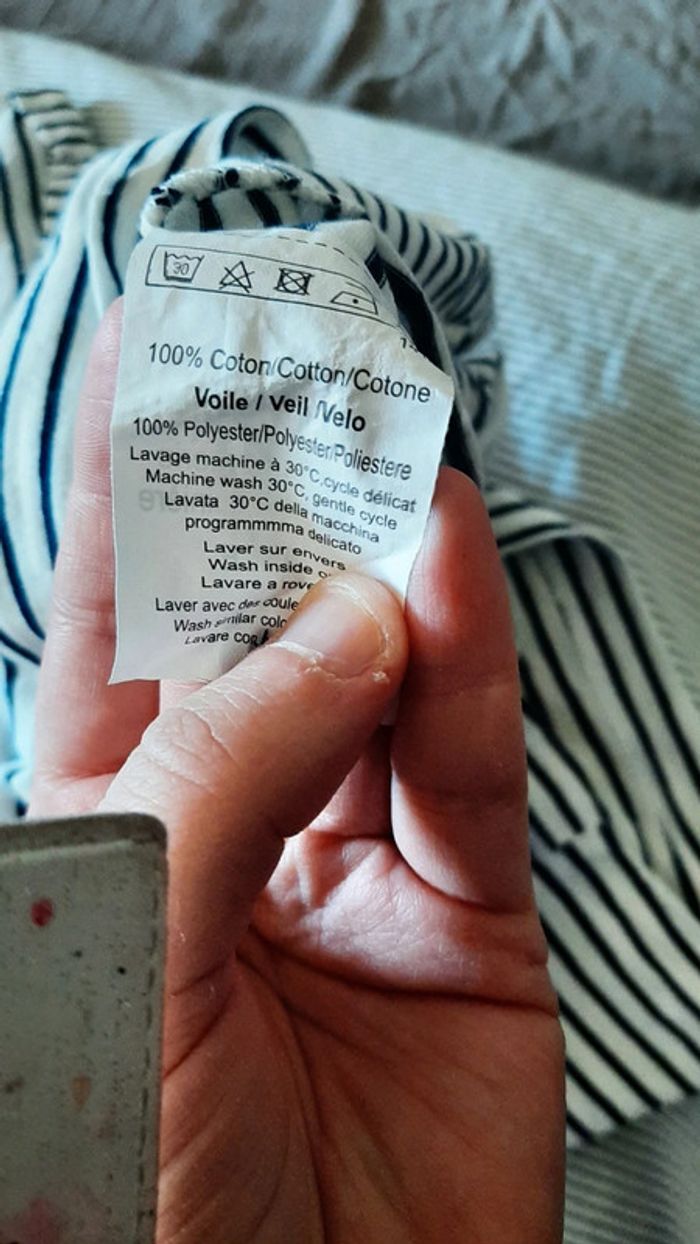 30
100% Coton/Cotton/Cotone
Voile / Veil /Velo
100% Polyester/Polyester/Poliestere
Lavage machine à 30°C,cycle délicat
Machine wash 30°C, gentle cycle
Lavata 30°C della macchina
programmmma delicato
Laver sur envers
Wash inside
Lavare a
Laver avec des
Wash similar
Lavare